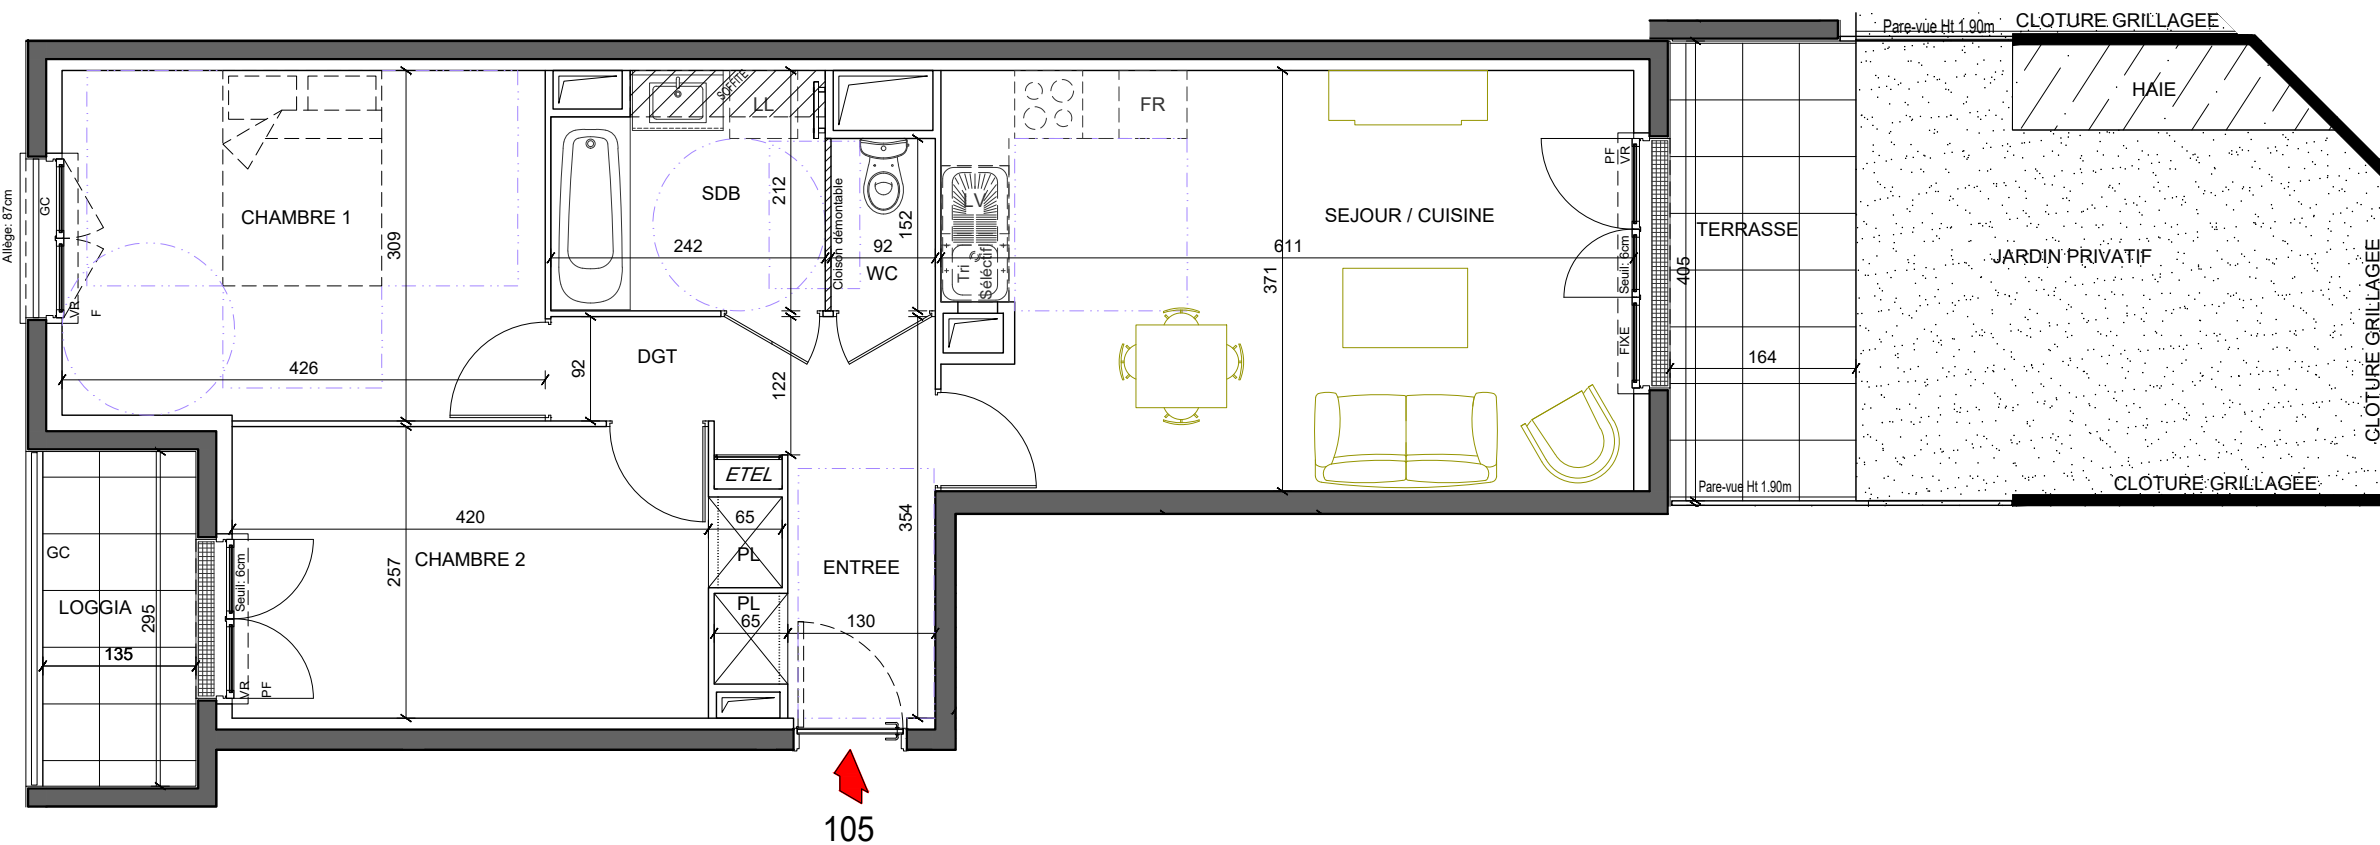 Pare-vue Ht 1.90m
CLOTURE GRILLAGEE
HAIE
SOFFITE
LL
FR
Allège: 87cm
GC
CHAMBRE 1
309
SDB
212
242
Cloison démontable
152
92
WC
LV
Tri
Séléctif
SEJOUR / CUISINE
611
371
PF
VR
Seuil: 6cm
FIXE
TERRASSE
405
164
JARDIN PRIVATIF
CLOTURE GRILLAGEE
CLOTURE GRILLAGEE
VR
F
426
92
DGT
122
ETEL
Pare-vue Ht 1.90m
CLOTURE GRILLAGEE
420
65
354
PL
GC
Seuil: 6cm
257
CHAMBRE 2
ENTREE
LOGGIA
295
PL
65
130
135
VR
PF
105